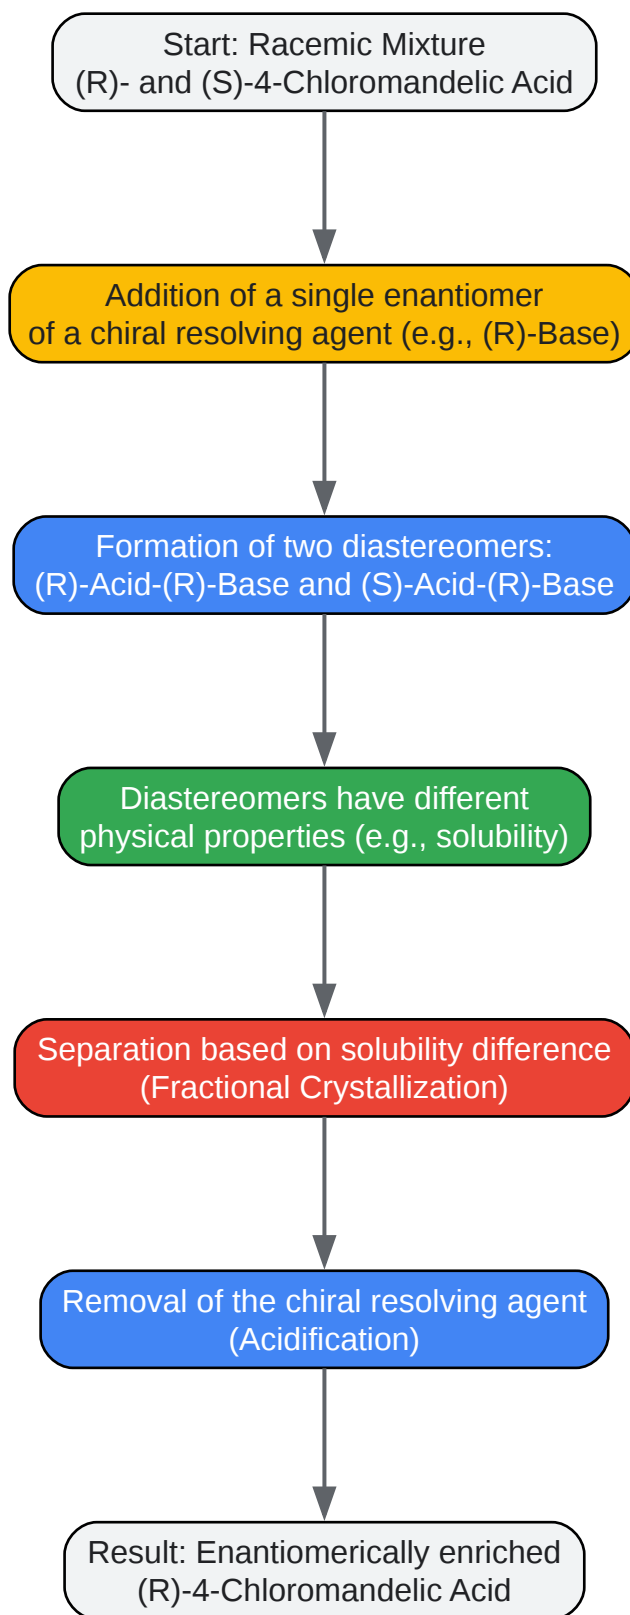 Start: Racemic Mixture
(R)- and (S)-4-Chloromandelic Acid
Addition of a single enantiomer
of a chiral resolving agent (e.g., (R)-Base)
Formation of two diastereomers:
(R)-Acid-(R)-Base and (S)-Acid-(R)-Base
Diastereomers have different
physical properties (e.g., solubility)
Separation based on solubility difference
(Fractional Crystallization)
Removal of the chiral resolving agent
(Acidification)
Result: Enantiomerically enriched
(R)-4-Chloromandelic Acid